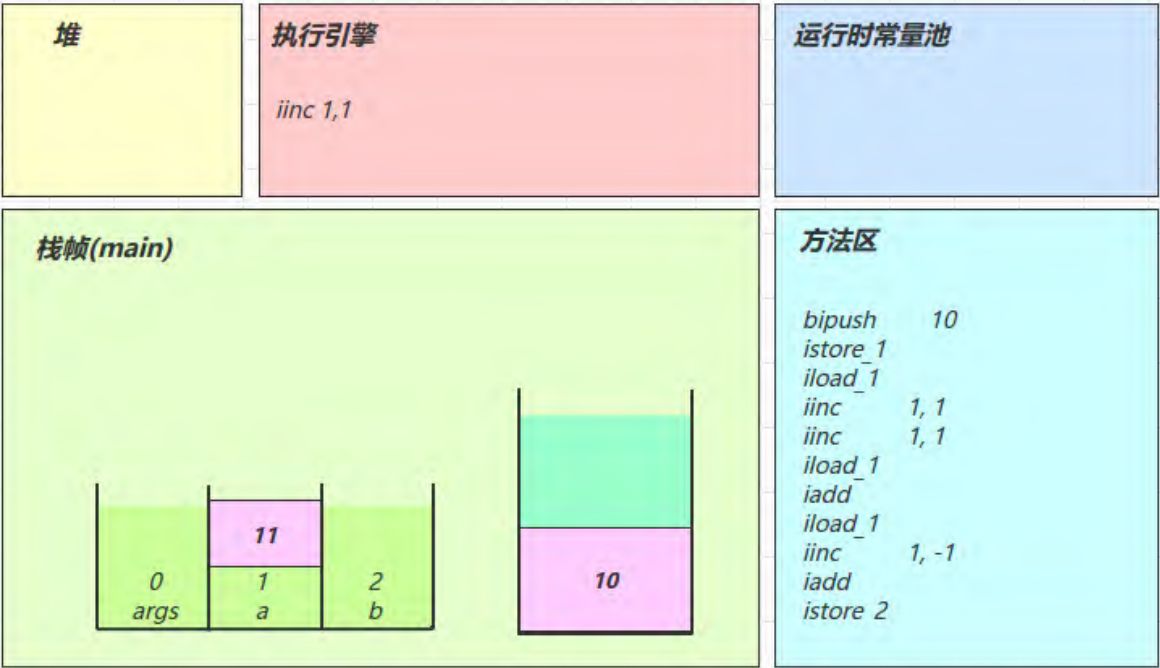 堆
执行引擎
iinc 1,1
运行时常量池
栈帧(main)
11
0 1 2
args a b
10
方法区
bipush 10
istore_1
iload_1
iinc 1, 1
iinc 1, 1
iload_1
iadd
iload_1
iinc 1, -1
iadd
istore 2